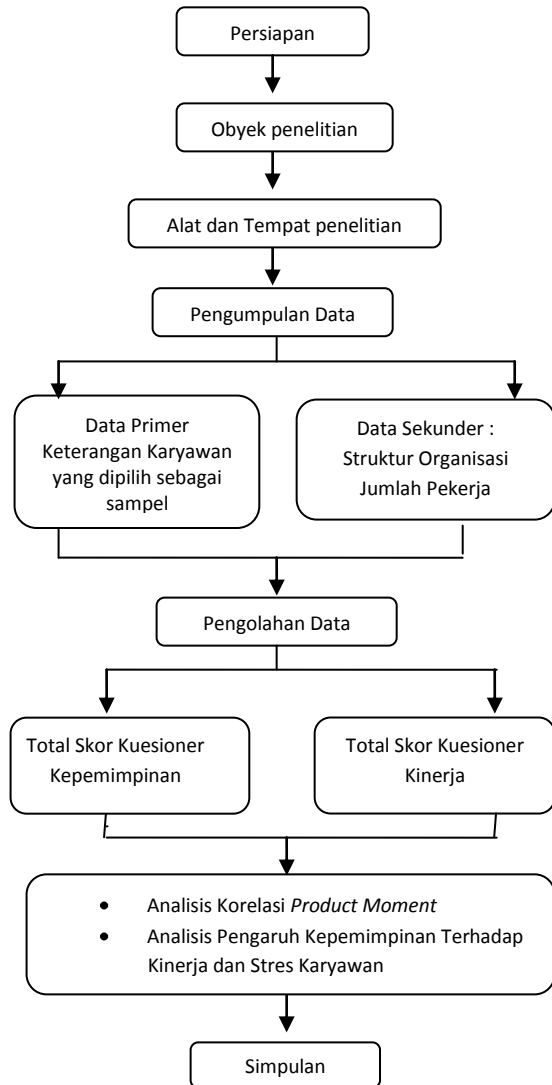 Persiapan
Obyek penelitian
Alat dan Tempat penelitian
Pengumpulan Data
Data Primer
Keterangan Karyawan
yang dipilih sebagai
sampel
Data Sekunder :
Struktur Organisasi
Jumlah Pekerja
Pengolahan Data
Total Skor Kuesioner
Kepemimpinan
Total Skor Kuesioner
Kinerja
• Analisis Korelasi Product Moment
• Analisis Pengaruh Kepemimpinan Terhadap
Kinerja dan Stres Karyawan
Simpulan